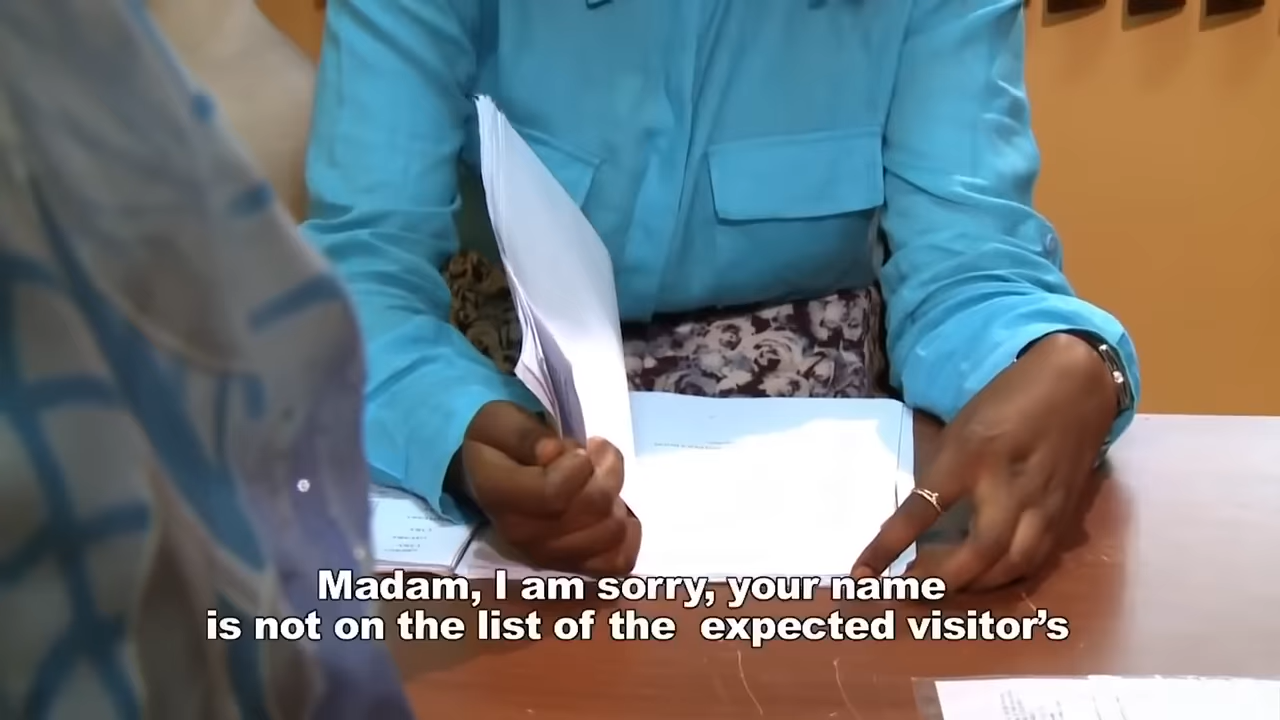 Madam, I am sorry, your name
is not on the list of the  expected visitor’s